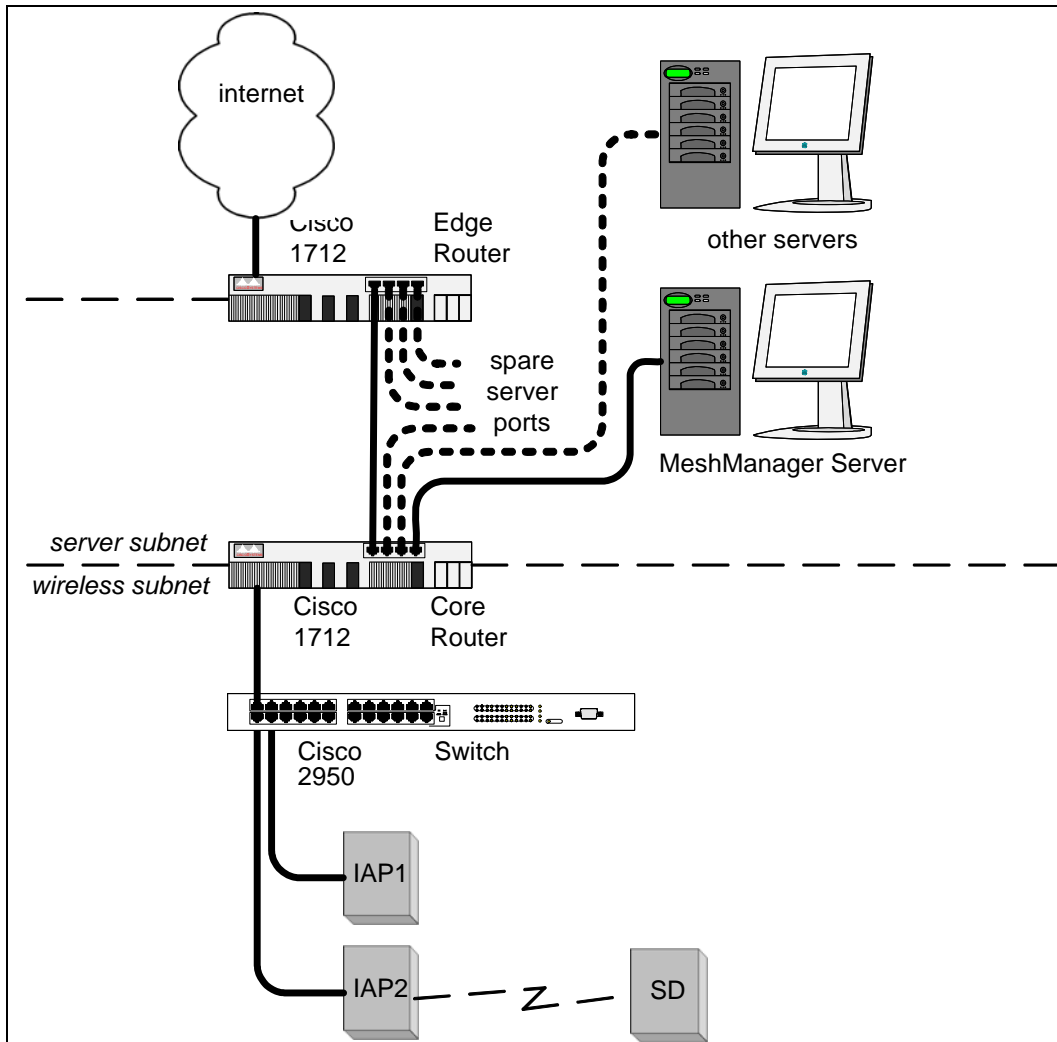 internet
Cisco
1712
Edge
Router
other servers
spare
server
ports
MeshManager Server
server subnet
wireless subnet
Cisco
1712
Core
Router
Cisco
2950
Switch
IAP1
IAP2
SD